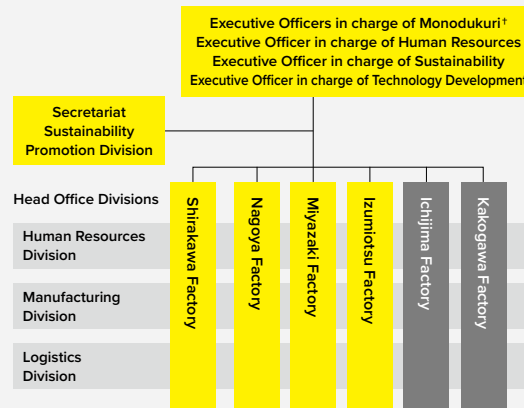 Executive Officers in charge of Monodukuri†
Executive Officer in charge of Human Resources
Executive Officer in charge of Sustainability
Executive Officer in charge of Technology Development
Secretariat
Sustainability
Promotion Division
Head Office Divisions
Human Resources
Division
Manufacturing
Division
Logistics
Division
Shirakawa Factory
Nagoya Factory
Miyazaki Factory
Izumiotsu Factory
Ichijima Factory
Kakogawa Factory